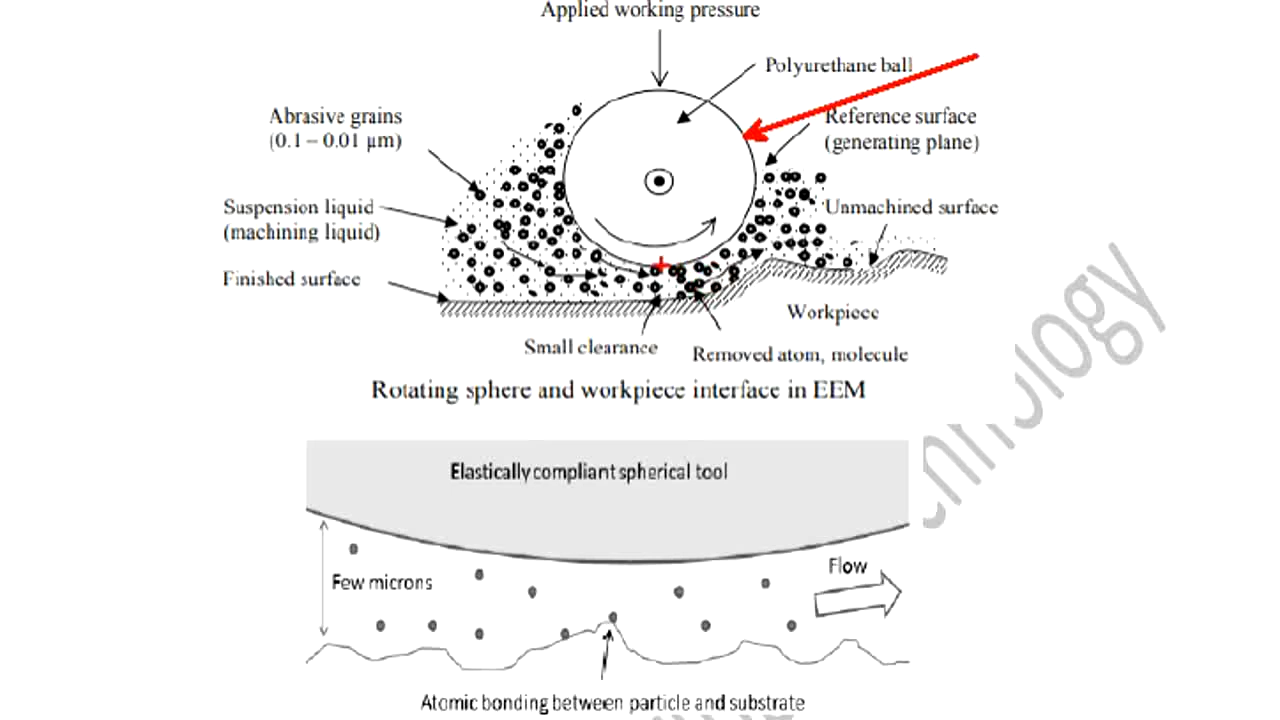 Applied working pressure
Polyurethane ball
Abrasive grains
(0.1 – 0.01 µm)
Reference surface
(generating plane)
Suspension liquid
(machining liquid)
Unmachined surface
Finished surface
Workpiece
Small clearance
Removed atom, molecule
Rotating sphere and workpiece interface in EEM
Elastically compliant spherical tool
Few microns
Flow
Atomic bonding between particle and substrate